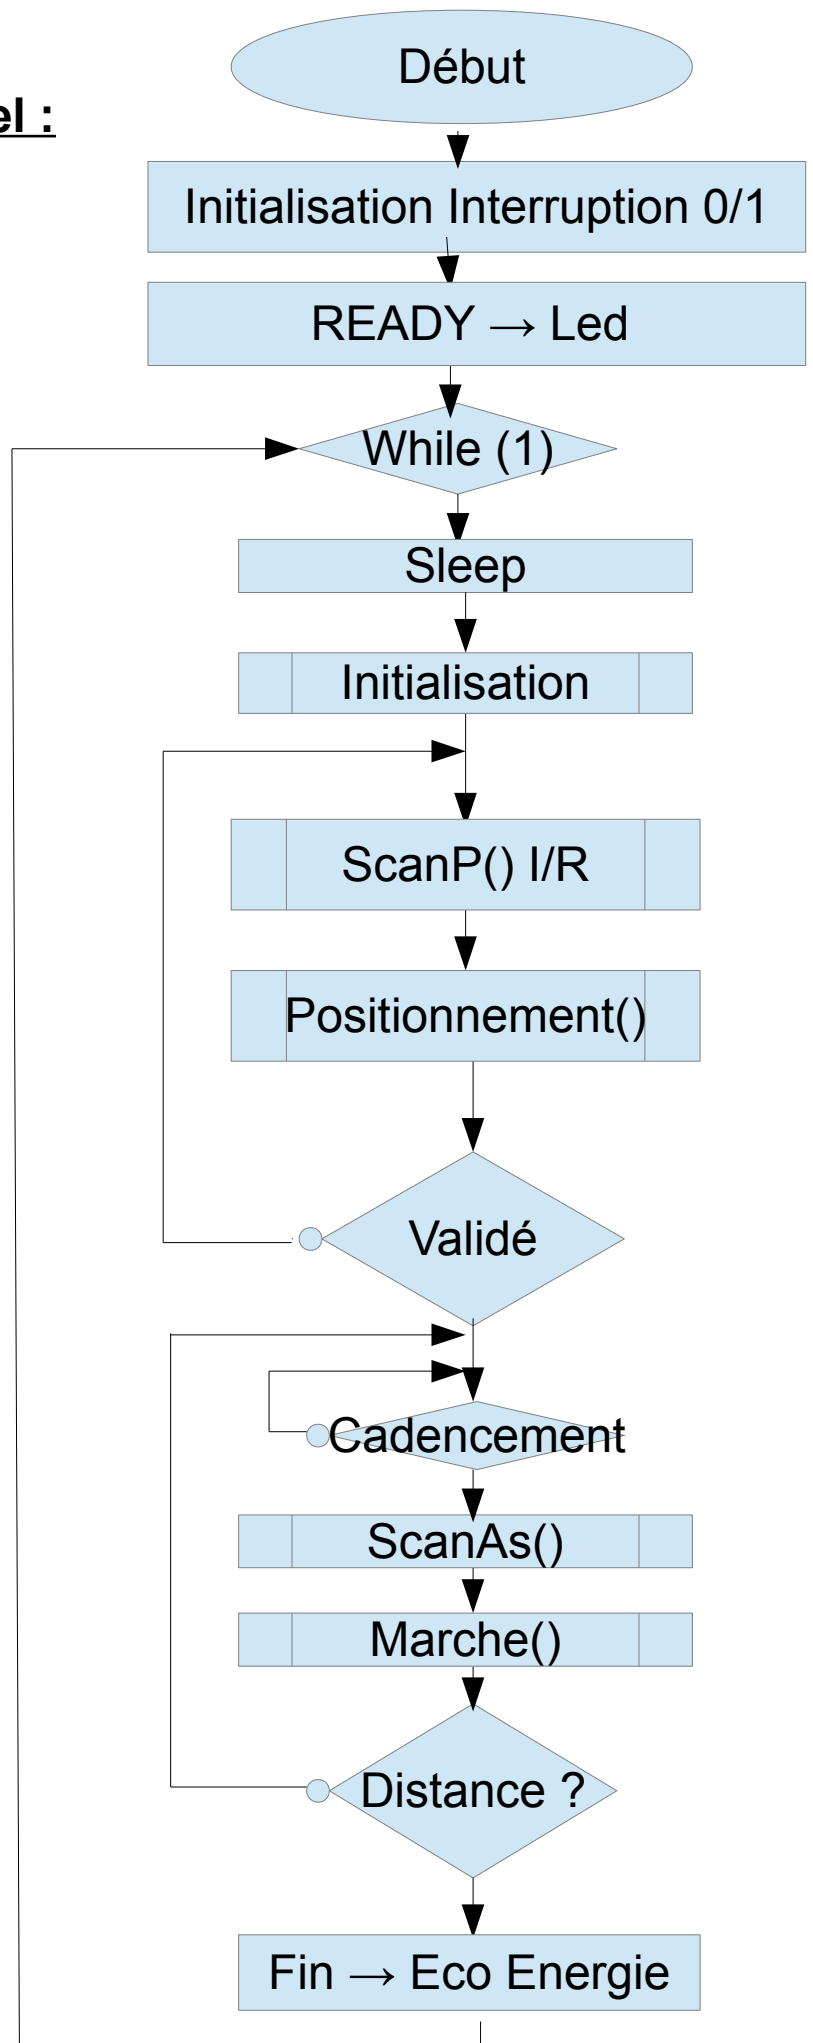 Début
el :
Initialisation Interruption 0/1
READY → Led
While (1)
Sleep
Initialisation
ScanP() I/R
Positionnement()
Validé
Cadencement
ScanAs()
Marche()
Distance ?
Fin → Eco Energie